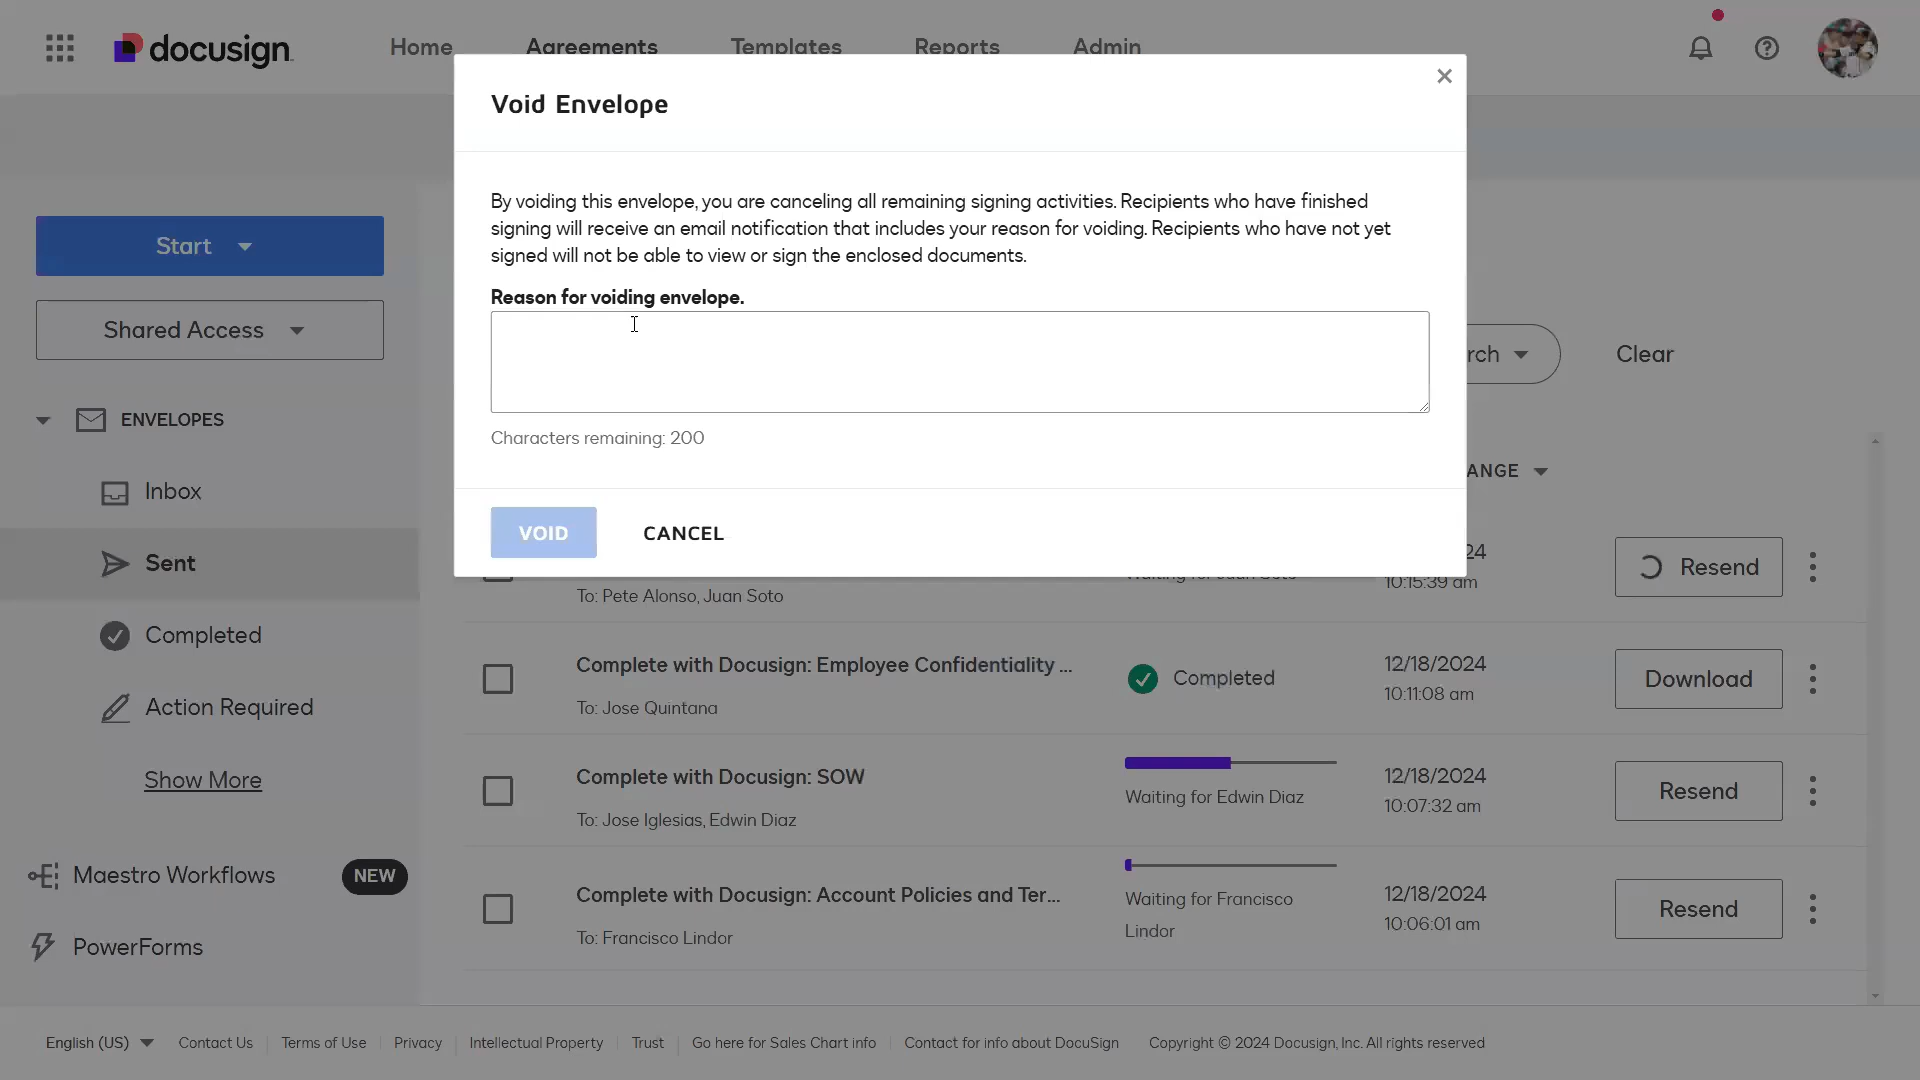 docusign
Home
Agreements
Templates
Reports
Admin
Void Envelope
By voiding this envelope, you are canceling all remaining signing activities. Recipients who have finished
signing will receive an email notification that includes your reason for voiding. Recipients who have not yet
signed will not be able to view or sign the enclosed documents.
Reason for voiding envelope.
Characters remaining: 200
VOID
CANCEL
Start
Shared Access
ENVELOPES
Inbox
Sent
Completed
Action Required
Show More
Maestro Workflows
NEW
PowerForms
Clear
To: Pete Alonso, Juan Soto
Waiting for Juan Soto
10:15:39 am
Resend
Complete with Docusign: Employee Confidentiality ...
To: Jose Quintana
Completed
12/18/2024
10:11:08 am
Download
Complete with Docusign: SOW
To: Jose Iglesias, Edwin Diaz
Waiting for Edwin Diaz
12/18/2024
10:07:32 am
Resend
Complete with Docusign: Account Policies and Ter...
To: Francisco Lindor
Waiting for Francisco
Lindor
12/18/2024
10:06:01 am
Resend
English (US)
Contact Us
Terms of Use
Privacy
Intellectual Property
Trust
Go here for Sales Chart info
Contact for info about DocuSign
Copyright © 2024 Docusign, Inc. All rights reserved